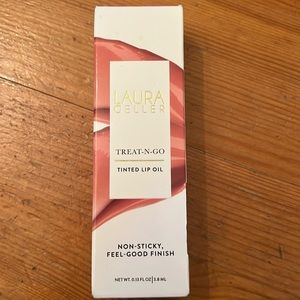 LAURA
GELLER
TREAT-N-GO
TINTED LIP OIL
NON-STICKY,
FEEL-GOOD FINISH
NET WT. 0.13 FL OZ | 3.8 ML